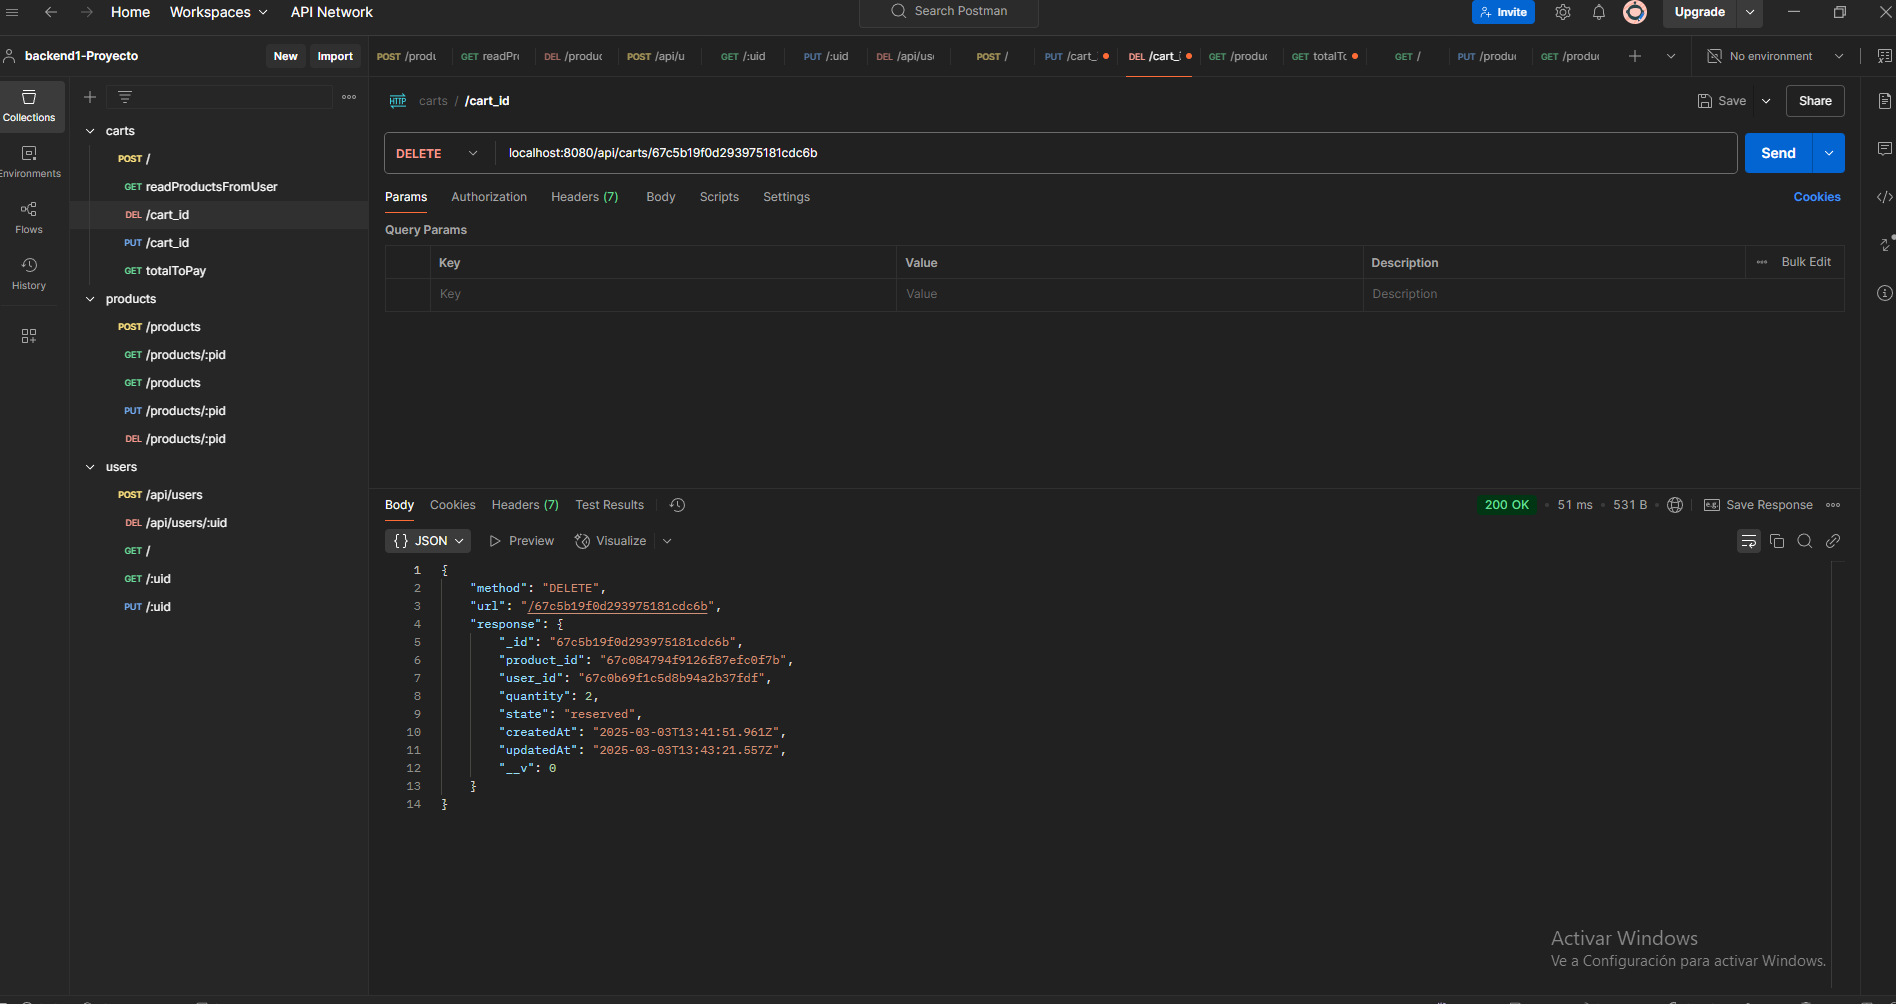 Home Workspaces API Network Search Postman Invite Upgrade
backend1-Proyecto New Import POST /produ GET readPr DEL /produc POST /api/u GET /:uid PUT /:uid DEL /api/use POST / PUT /cart_ DEL /cart_i GET /produc GET totalTo GET / PUT /produ GET /produ No environment
Collections
Environments
Flows
History
carts
POST /
GET readProductsFromUser
DEL /cart_id
PUT /cart_id
GET totalToPay
products
POST /products
GET /products/:pid
GET /products
PUT /products/:pid
DEL /products/:pid
users
POST /api/users
DEL /api/users/:uid
GET /
GET /:uid
PUT /:uid
HTTP carts / /cart_id Save Share
DELETE localhost:8080/api/carts/67c5b19f0d293975181cdc6b Send
Params Authorization Headers (7) Body Scripts Settings Cookies
Query Params
Key Value Description Bulk Edit
Key Value Description
Body Cookies Headers (7) Test Results 200 OK 51 ms 531 B Save Response
{} JSON Preview Visualize
1 {
2 "method": "DELETE",
3 "url": "/67c5b19f0d293975181cdc6b",
4 "response": {
5 "_id": "67c5b19f0d293975181cdc6b",
6 "product_id": "67c084794f9126f87efc0f7b",
7 "user_id": "67c0b69f1c5d8b94a2b37fdf",
8 "quantity": 2,
9 "state": "reserved",
10 "createdAt": "2025-03-03T13:41:51.961Z",
11 "updatedAt": "2025-03-03T13:43:21.557Z",
12 "__v": 0
13 }
14 }
Activar Windows
Ve a Configuración para activar Windows.